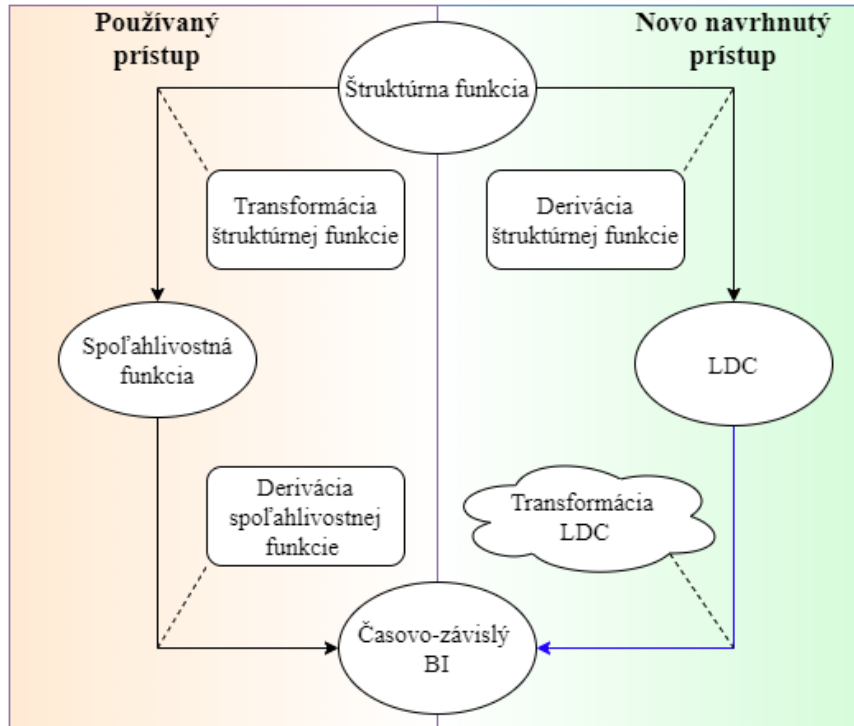 Používaný
prístup
Novo navrhnutý
prístup
Štruktúrna funkcia
Transformácia
štruktúrnej funkcie
Derivácia
štruktúrnej funkcie
Spoľahlivostná
funkcia
LDC
Derivácia
spoľahlivostnej
funkcie
Transformácia
LDC
Časovo-závislý
BI